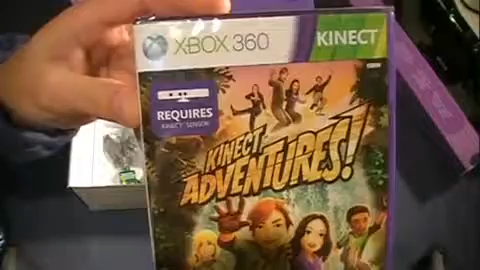 XBOX 360
KINECT
REQUIRES
KINECT SENSOR
KINECT
ADVENTURES!